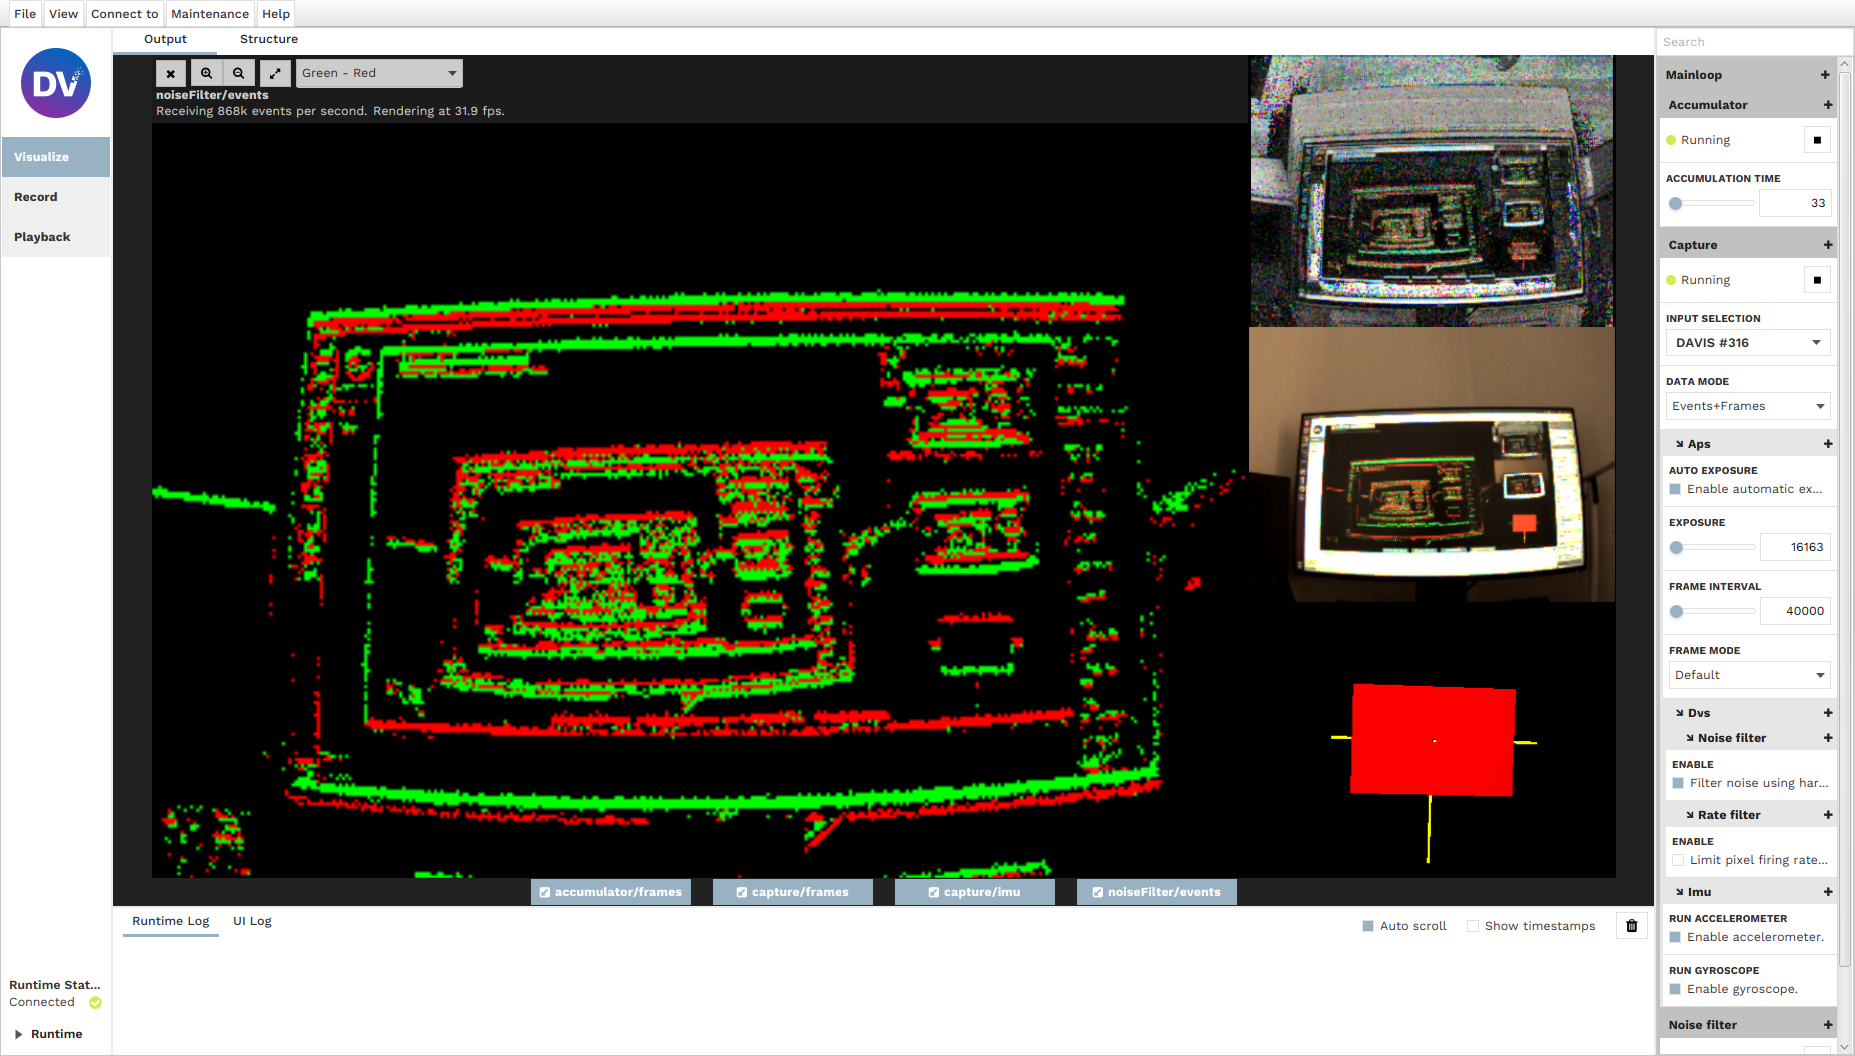 File View Connect to Maintenance Help
DV
Visualize
Record
Playback
Runtime Stat...
Connected
Runtime
Output Structure
Green - Red
noiseFilter/events
Receiving 868k events per second. Rendering at 31.9 fps.
accumulator/frames capture/frames capture/imu noiseFilter/events
Runtime Log UI Log
Auto scroll Show timestamps
Search
Mainloop
Accumulator
Running
ACCUMULATION TIME
33
Capture
Running
INPUT SELECTION
DAVIS #316
DATA MODE
Events+Frames
Aps
AUTO EXPOSURE
Enable automatic ex...
EXPOSURE
16163
FRAME INTERVAL
40000
FRAME MODE
Default
Dvs
Noise filter
ENABLE
Filter noise using har...
Rate filter
ENABLE
Limit pixel firing rate...
Imu
RUN ACCELEROMETER
Enable accelerometer.
RUN GYROSCOPE
Enable gyroscope.
Noise filter